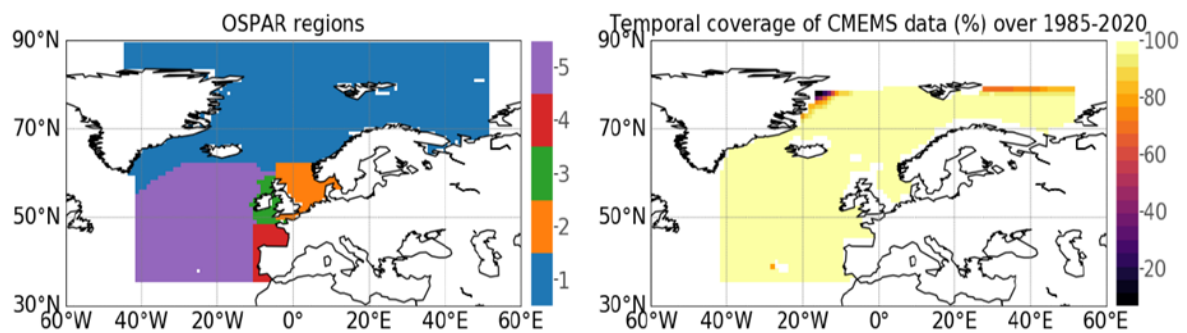 OSPAR regions
90°N
70°N
50°N
30°N
60°W 40°W 20°W 0° 20°E 40°E 60°E
5
4
3
2
1
Temporal coverage of CMEMS data (%) over 1985-2020
90°N
70°N
50°N
30°N
60°W 40°W 20°W 0° 20°E 40°E 60°E
100
80
60
40
20